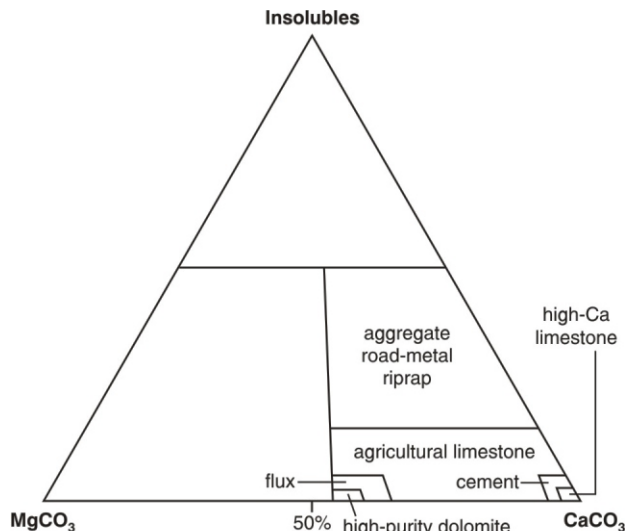 Insolubles
high-Ca
limestone
aggregate
road-metal
riprap
agricultural limestone
flux
cement
MgCO₃
50%
high-purity dolomite
CaCO₃